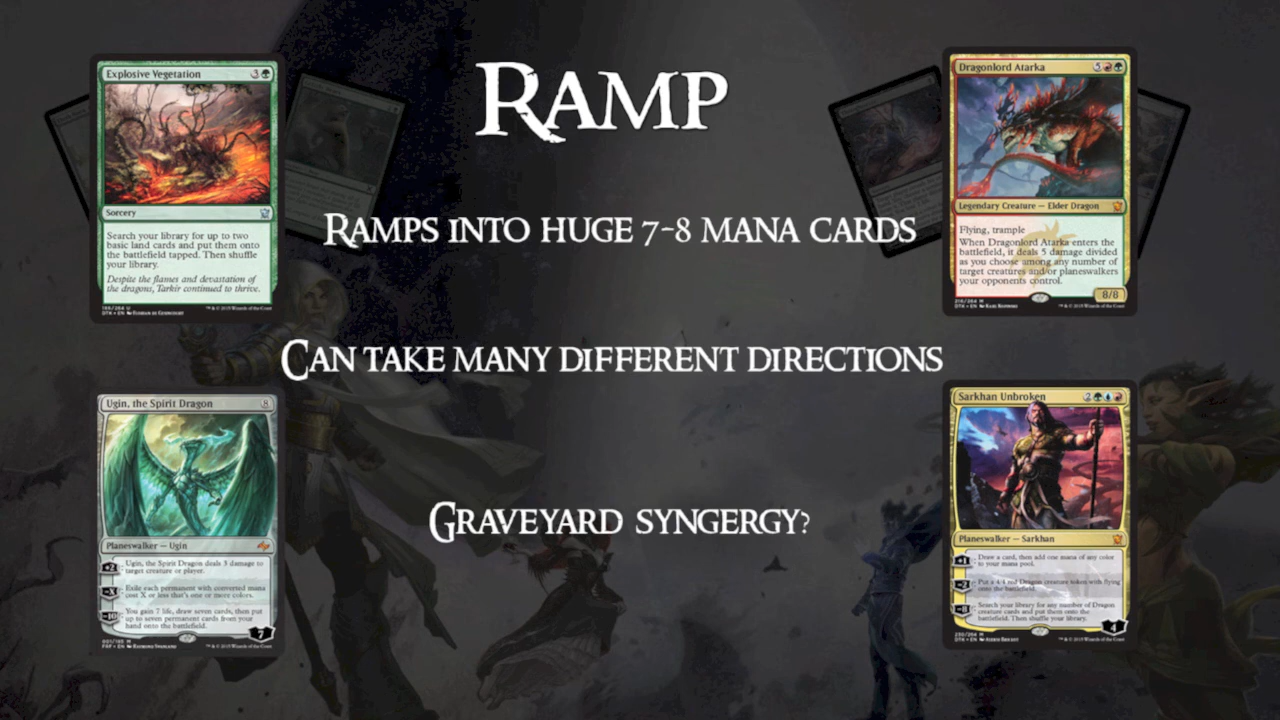 Explosive Vegetation 3
Sorcery
Search your library for up to two
basic land cards and put them onto
the battlefield tapped. Then shuffle
your library.
Despite the flames and devastation of
the dragons, Tarkir continued to thrive.
RAMP
RAMPS INTO HUGE 7-8 MANA CARDS
CAN TAKE MANY DIFFERENT DIRECTIONS
GRAVEYARD SYNGERGY?
Dragonlord Atarka 5
Legendary Creature — Elder Dragon
Flying, trample
When Dragonlord Atarka enters the
battlefield, it deals 5 damage divided
as you choose among any number of
target creatures and/or planeswalkers
your opponents control.
8/8
Ugin, the Spirit Dragon 8
Planeswalker — Ugin
+2: Ugin, the Spirit Dragon deals 3 damage to
target creature or player.
−X: Exile each permanent with converted mana
cost X or less that's one or more colors.
−10: You gain 7 life, draw seven cards, then put
up to seven permanent cards from your
hand onto the battlefield.
7
Sarkhan Unbroken 2
Planeswalker — Sarkhan
+1: Draw a card, then add one mana of any color
to your mana pool.
−2: Put a 4/4 red Dragon creature token with flying
onto the battlefield.
−8: Search your library for any number of Dragon
creature cards and put them onto the
battlefield. Then shuffle your library.
4